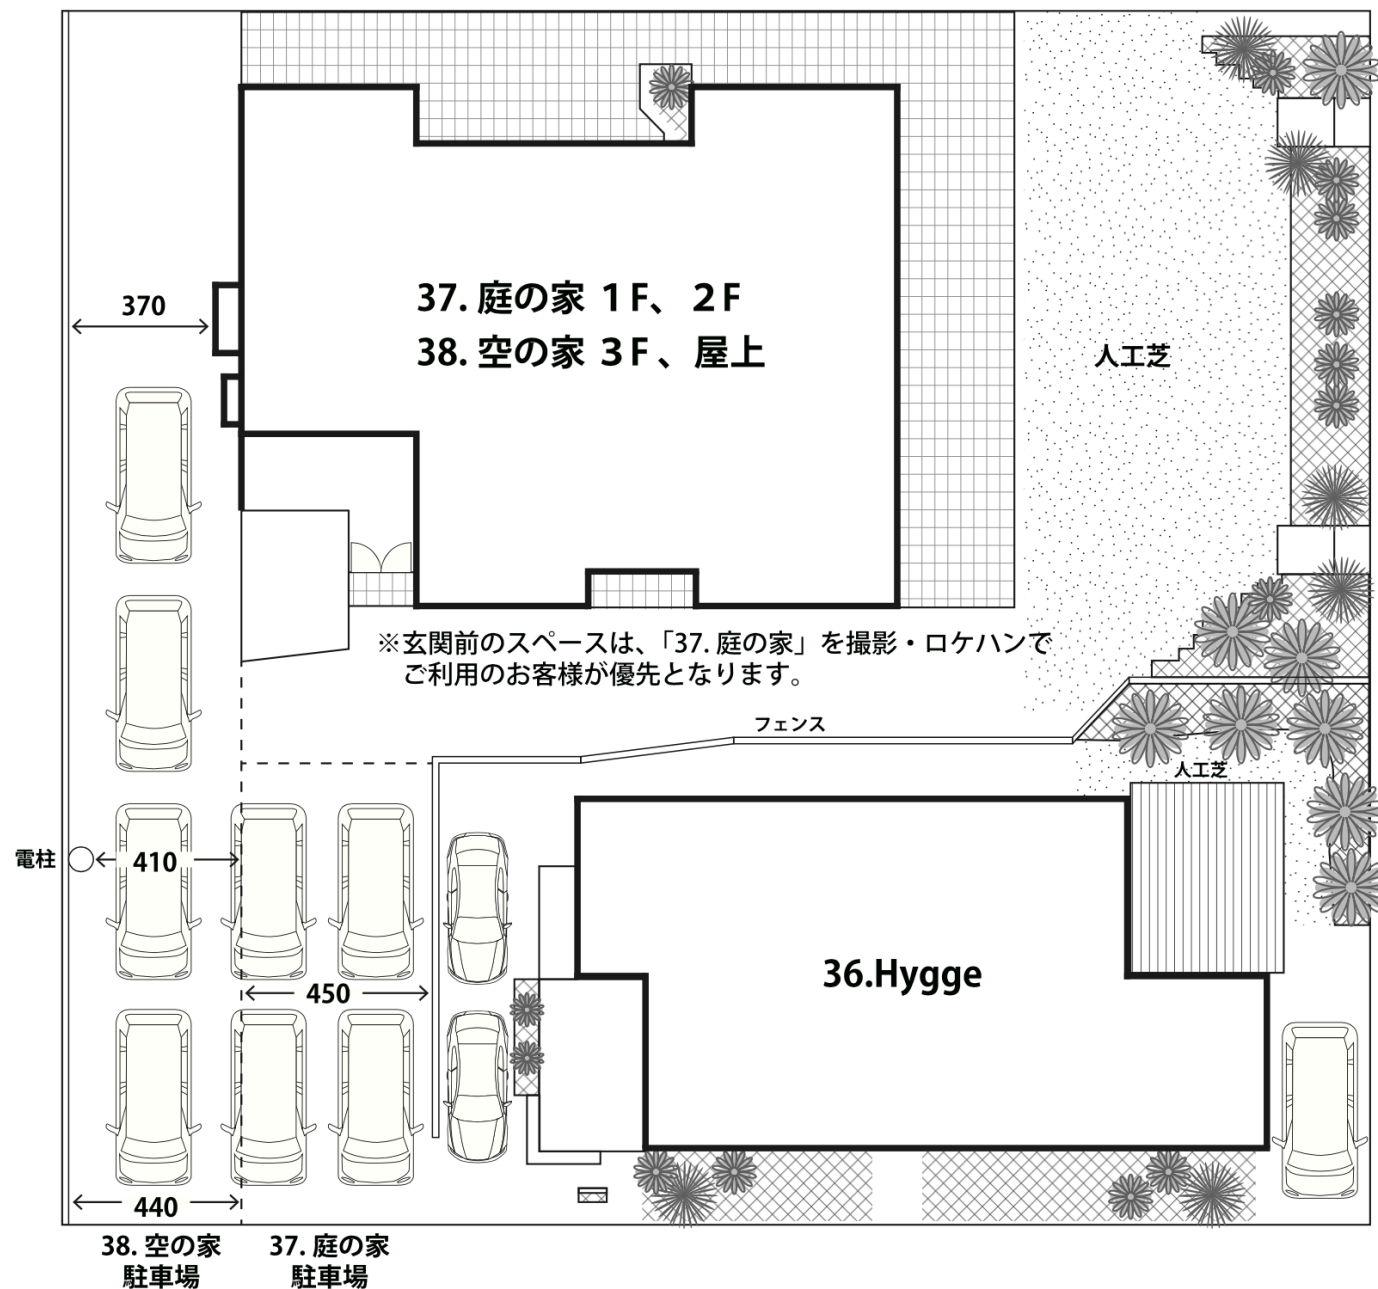 370
37. 庭の家 １F、２F
38. 空の家 ３F、屋上
人工芝
※玄関前のスペースは、「37. 庭の家」を撮影・ロケハンで
ご利用のお客様が優先となります。
フェンス
人工芝
電柱
410
450
36.Hygge
440
38. 空の家
駐車場
37. 庭の家
駐車場